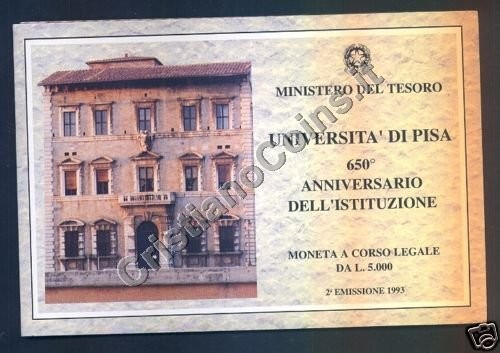 MINISTERO DEL TESORO
UNIVERSITA' DI PISA
650°
ANNIVERSARIO
DELL'ISTITUZIONE
MONETA A CORSO LEGALE
DA L. 5.000
2ª EMISSIONE 1993
CristianoCoins.it